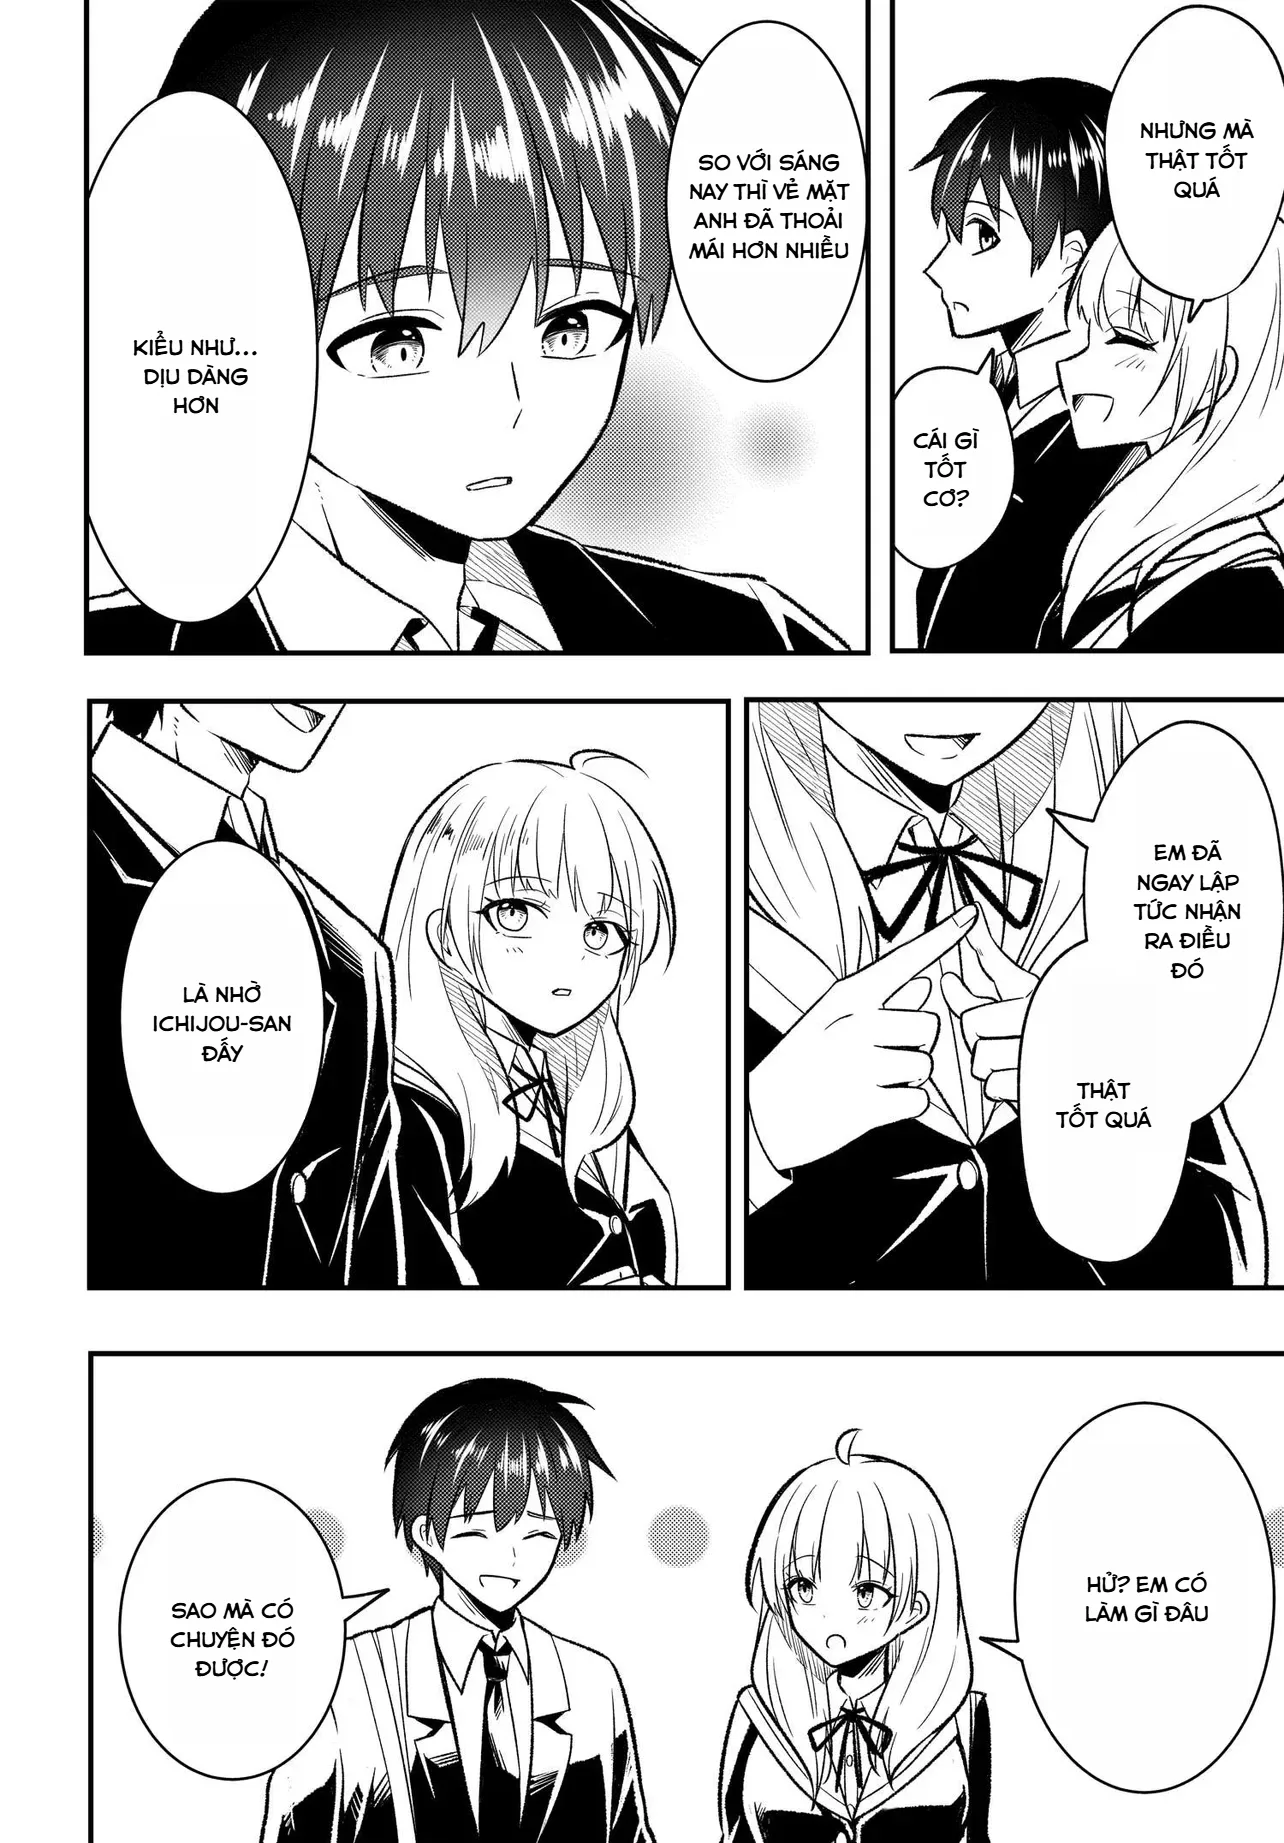 NHƯNG MÀ
THẬT TỐT
QUÁ
CÁI GÌ
TỐT
CƠ?
SO VỚI SÁNG
NAY THÌ VẺ MẶT
ANH ĐÃ THOẢI
MÁI HƠN NHIỀU
KIỂU NHƯ...
DỊU DÀNG
HƠN
EM ĐÃ
NGAY LẬP
TỨC NHẬN
RA ĐIỀU
ĐÓ
THẬT
TỐT QUÁ
LÀ NHỜ
ICHIJOU-SAN
ĐẤY
HỬ? EM CÓ
LÀM GÌ ĐÂU
SAO MÀ CÓ
CHUYỆN ĐÓ
ĐƯỢC!